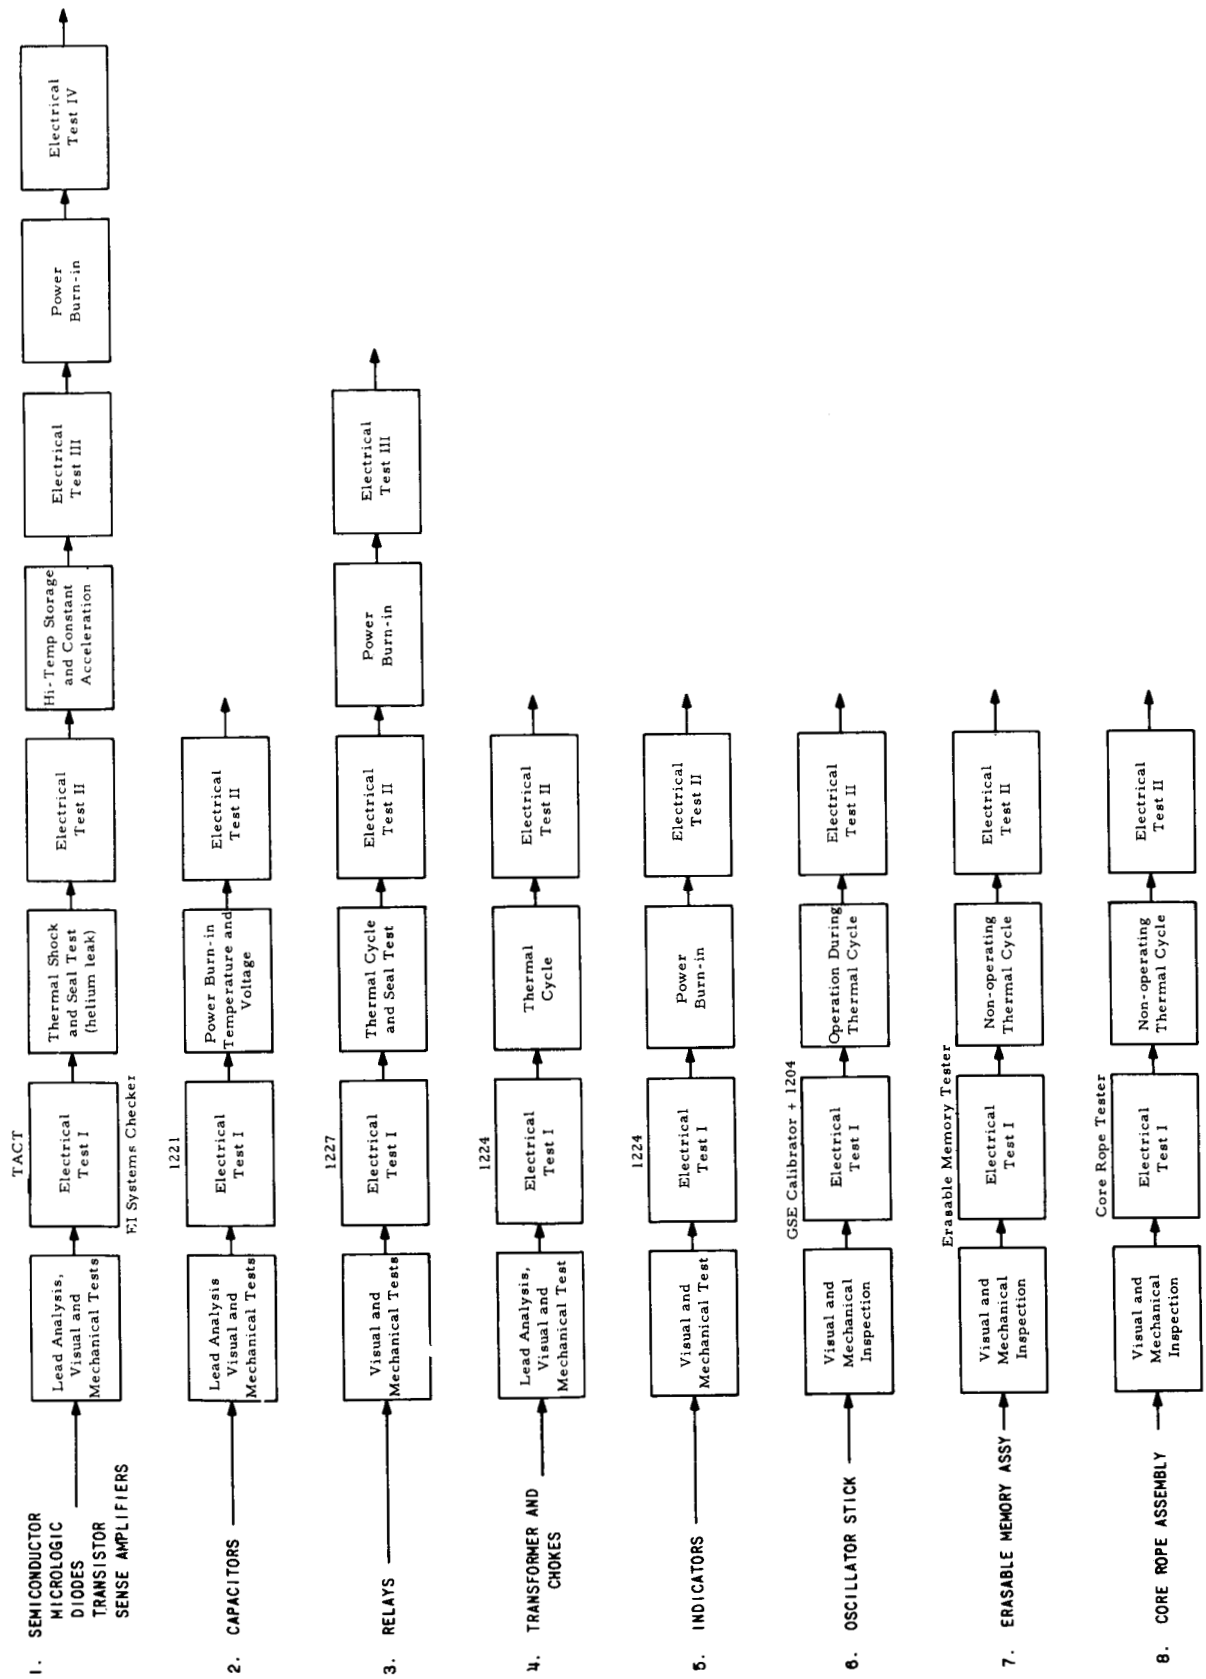 1. SEMICONDUCTOR
MICROLOGIC
DIODES
TRANSISTOR
SENSE AMPLIFIERS
Lead Analysis,
Visual and
Mechanical Tests
TACT
Electrical
Test I
EI Systems Checker
Thermal Shock
and Seal Test
(helium leak)
Electrical
Test II
Hi-Temp Storage
and Constant
Acceleration
Electrical
Test III
Power
Burn-in
Electrical
Test IV
2. CAPACITORS
Lead Analysis
Visual and
Mechanical Tests
1221
Electrical
Test I
Power Burn-in
Temperature and
Voltage
Electrical
Test II
3. RELAYS
Visual and
Mechanical Tests
1227
Electrical
Test I
Thermal Cycle
and Seal Test
Electrical
Test II
Power
Burn-in
Electrical
Test III
4. TRANSFORMER AND
CHOKES
Lead Analysis,
Visual and
Mechanical Test
1224
Electrical
Test I
Thermal
Cycle
Electrical
Test II
5. INDICATORS
Visual and
Mechanical Test
1224
Electrical
Test I
Power
Burn-in
Electrical
Test II
6. OSCILLATOR STICK
Visual and
Mechanical
Inspection
GSE Calibrator + 1204
Electrical
Test I
Operation During
Thermal Cycle
Electrical
Test II
7. ERASABLE MEMORY ASSY
Visual and
Mechanical
Inspection
Erasable Memory Tester
Electrical
Test I
Non-operating
Thermal Cycle
Electrical
Test II
8. CORE ROPE ASSEMBLY
Visual and
Mechanical
Inspection
Core Rope Tester
Electrical
Test I
Non-operating
Thermal Cycle
Electrical
Test II